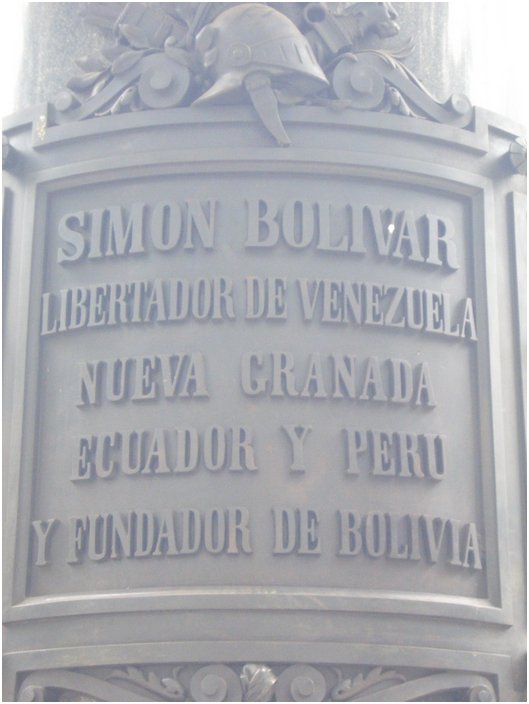 SIMON BOLIVAR
LIBERTADOR DE VENEZUELA
NUEVA GRANADA
ECUADOR Y PERU
Y FUNDADOR DE BOLIVIA